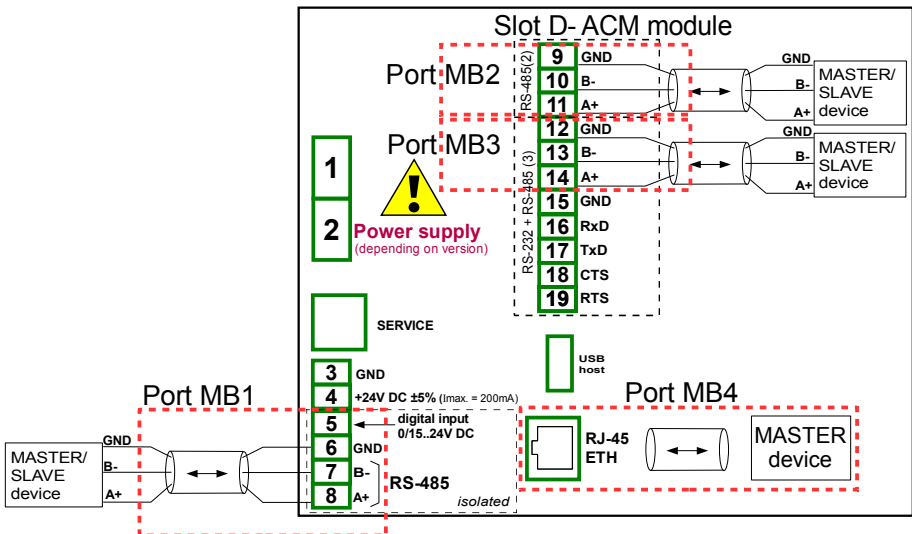 Slot D- ACM module
Port MB2
RS-485(2)
9 GND
10 B-
11 A+
GND
B-
A+
MASTER/
SLAVE
device
Port MB3
RS-232 + RS-485 (3)
12 GND
13 B-
14 A+
15 GND
16 RxD
17 TxD
18 CTS
19 RTS
GND
B-
A+
MASTER/
SLAVE
device
1
2
!
Power supply
(depending on version)
SERVICE
USB
host
3 GND
4 +24V DC ±5% (Imax. = 200mA)
5 digital input
0/15..24V DC
6 GND
7 B-
8 A+
RS-485
isolated
Port MB1
GND
B-
A+
MASTER/
SLAVE
device
Port MB4
RJ-45
ETH
MASTER
device